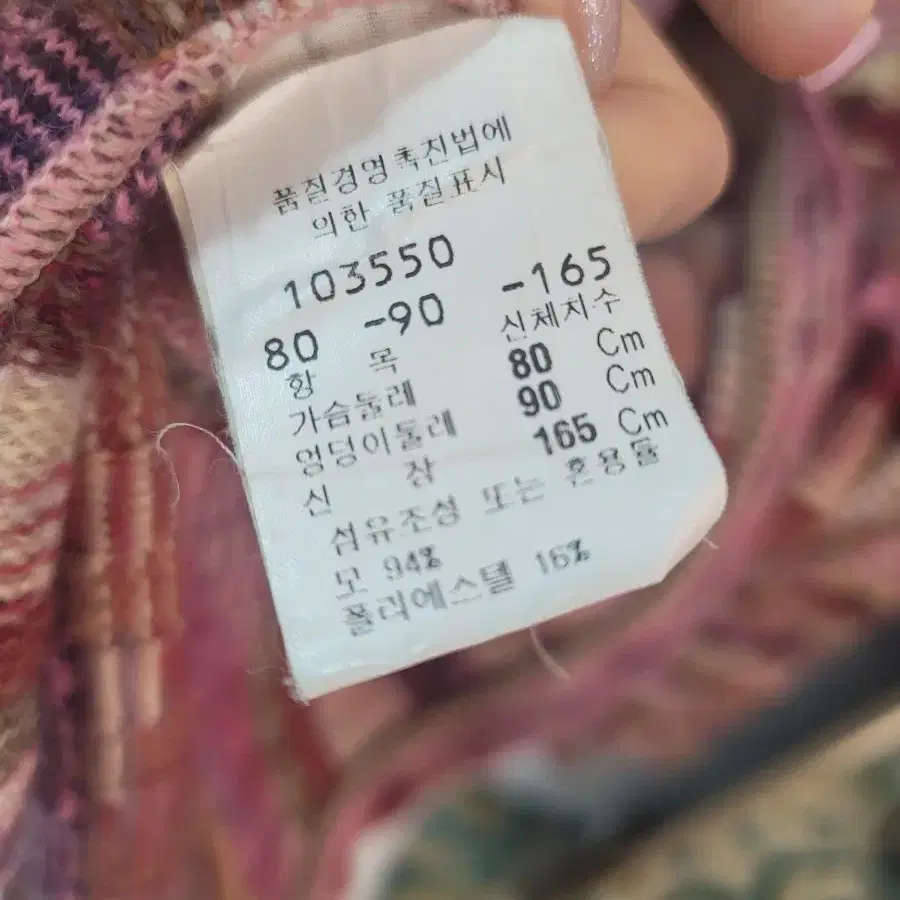 품질경명촉진법에
의한 품질표시
103550
80 -90 -165
항 목 신체치수
가슴둘레 80 Cm
엉덩이둘레 90 Cm
신 장 165 Cm
섬유조성 또는 혼용률
모 94%
폴리에스텔 16%